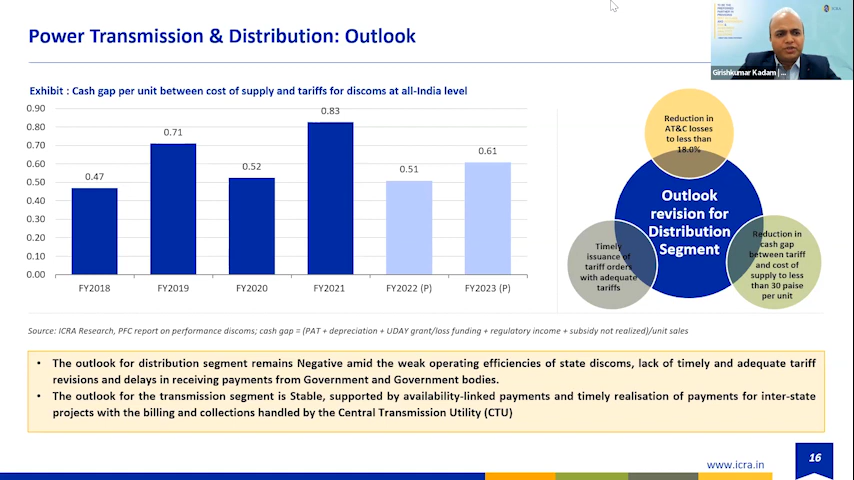 Power Transmission & Distribution: Outlook
ICRA
Girishkumar Kadam | ...
Exhibit : Cash gap per unit between cost of supply and tariffs for discoms at all-India level
0.90
0.80
0.70
0.60
0.50
0.40
0.30
0.20
0.10
0.00
0.47
0.71
0.52
0.83
0.51
0.61
FY2018
FY2019
FY2020
FY2021
FY2022 (P)
FY2023 (P)
Reduction in
AT&C losses
to less than
18.0%
Outlook
revision for
Distribution
Segment
Timely
issuance of
tariff orders
with adequate
tariffs
Reduction in
cash gap
between tariff
and cost of
supply to less
than 30 paise
per unit
Source: ICRA Research, PFC report on performance discoms; cash gap = (PAT + depreciation + UDAY grant/loss funding + regulatory income + subsidy not realized)/unit sales
• The outlook for distribution segment remains Negative amid the weak operating efficiencies of state discoms, lack of timely and adequate tariff
revisions and delays in receiving payments from Government and Government bodies.
• The outlook for the transmission segment is Stable, supported by availability-linked payments and timely realisation of payments for inter-state
projects with the billing and collections handled by the Central Transmission Utility (CTU)
www.icra.in
16